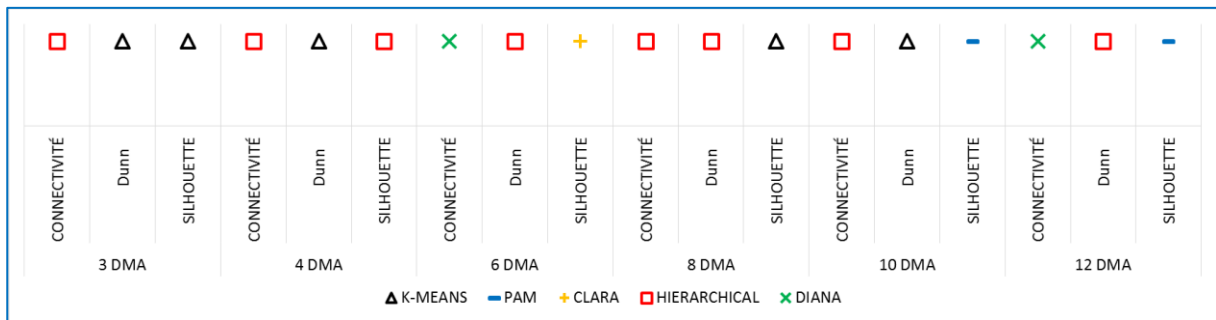 CONNECTIVITÉ Dunn SILHOUETTE CONNECTIVITÉ Dunn SILHOUETTE CONNECTIVITÉ Dunn SILHOUETTE CONNECTIVITÉ Dunn SILHOUETTE CONNECTIVITÉ Dunn SILHOUETTE CONNECTIVITÉ Dunn SILHOUETTE
3 DMA 4 DMA 6 DMA 8 DMA 10 DMA 12 DMA
K-MEANS PAM CLARA HIERARCHICAL DIANA